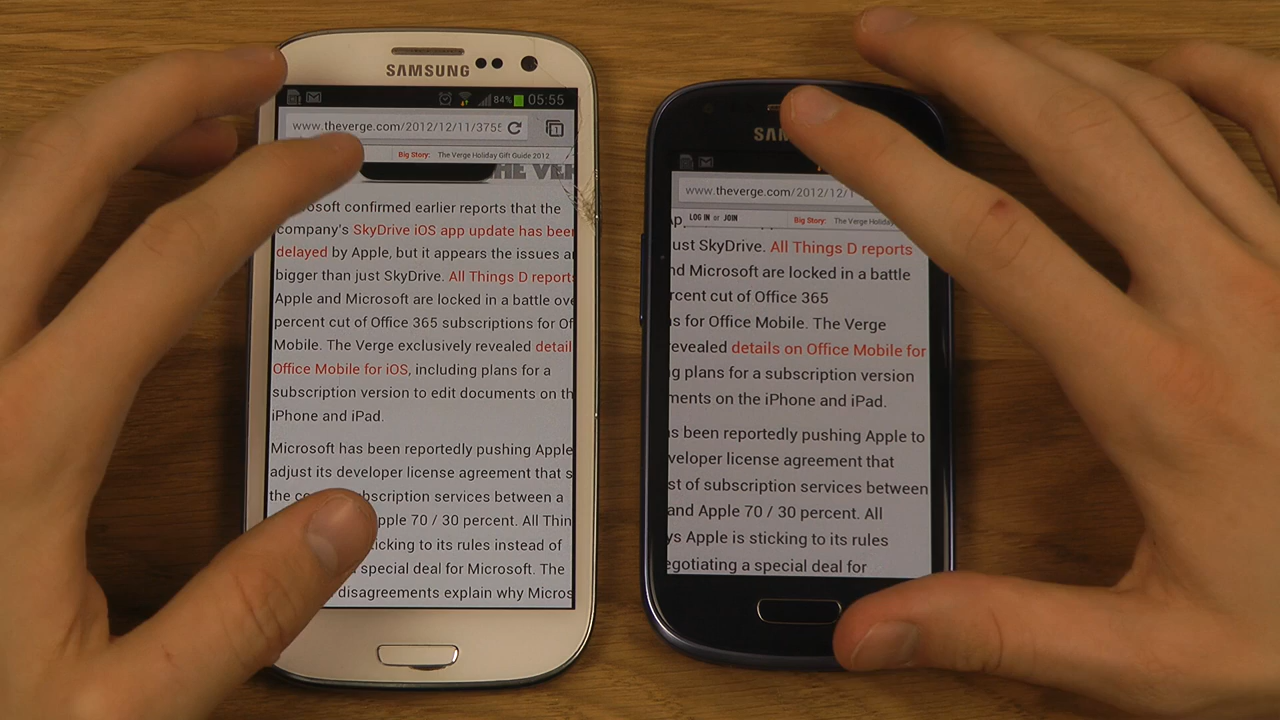 SAMSUNG
84% 05:55
www.theverge.com/2012/12/11/375
Big Story: The Verge Holiday Gift Guide 2012
THE VE
soft confirmed earlier reports that the
company's SkyDrive iOS app update has been
delayed by Apple, but it appears the issues a
bigger than just SkyDrive. All Things D reports
Apple and Microsoft are locked in a battle ove
percent cut of Office 365 subscriptions for Of
Mobile. The Verge exclusively revealed detail
Office Mobile for iOS, including plans for a
subscription version to edit documents on th
iPhone and iPad.
Microsoft has been reportedly pushing Apple
adjust its developer license agreement that s
the co bscription services between a
pple 70 / 30 percent. All Thin
ticking to its rules instead of
special deal for Microsoft. The
disagreements explain why Micros
SA
www.theverge.com/2012/12/1
LOG IN or JOIN Big Story: The Verge Holiday
ust SkyDrive. All Things D reports
nd Microsoft are locked in a battle
rcent cut of Office 365
s for Office Mobile. The Verge
revealed details on Office Mobile for
g plans for a subscription version
ments on the iPhone and iPad.
s been reportedly pushing Apple to
veloper license agreement that
st of subscription services between
and Apple 70 / 30 percent. All
ys Apple is sticking to its rules
egotiating a special deal for